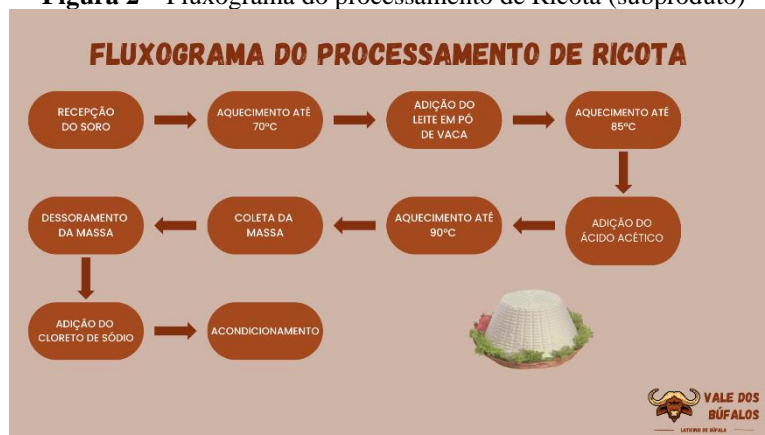 Figura 2 – Fluxograma do processamento de Ricota (subproduto)
FLUXOGRAMA DO PROCESSAMENTO DE RICOTA
RECEPÇÃO
DO SORO
AQUECIMENTO ATÉ
70ºC
ADIÇÃO DO
LEITE EM PÓ
DE VACA
AQUECIMENTO ATÉ
85ºC
ADIÇÃO DO
ÁCIDO ACÉTICO
AQUECIMENTO ATÉ
90ºC
COLETA DA
MASSA
DESSORAMENTO
DA MASSA
ADIÇÃO DO
CLORETO DE SÓDIO
ACONDICIONAMENTO
VALE DOS
BÚFALOS
LATICINIO DE BÚFALA